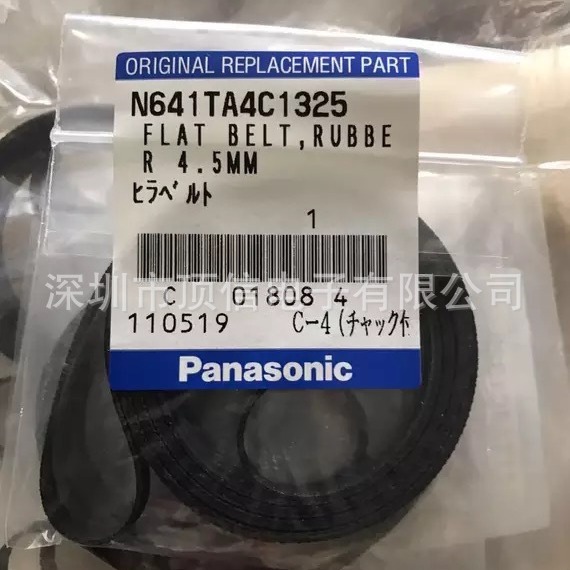 ORIGINAL REPLACEMENT PART
N641TA4C1325
FLAT BELT,RUBBE
R 4.5MM
ヒラベルト
1
C 01808 4
深圳市顶信电子有限公司
110519 C-4(チャック付
Panasonic